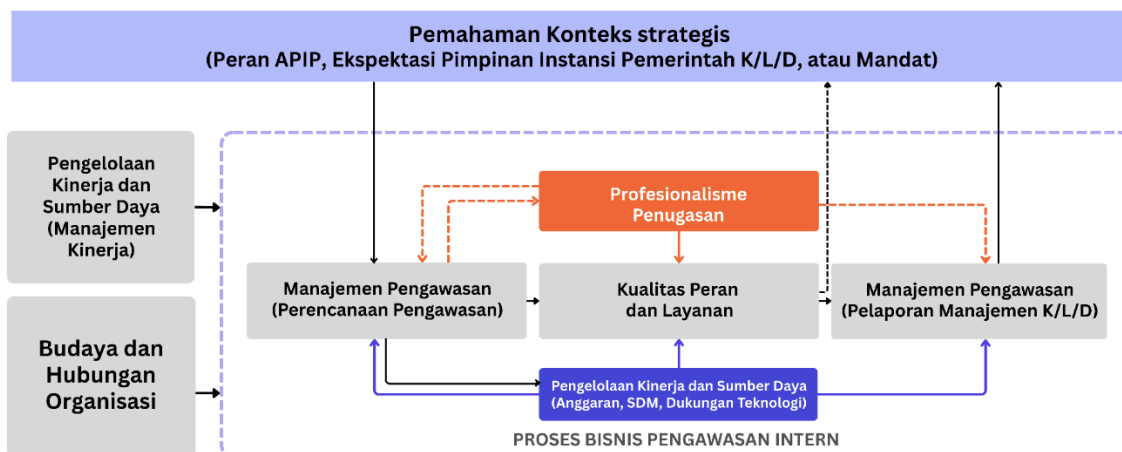 Pemahaman Konteks strategis
(Peran APIP, Ekspektasi Pimpinan Instansi Pemerintah K/L/D, atau Mandat)
Pengelolaan
Kinerja dan
Sumber Daya
(Manajemen
Kinerja)
Budaya dan
Hubungan
Organisasi
Profesionalisme
Penugasan
Manajemen Pengawasan
(Perencanaan Pengawasan)
Kualitas Peran
dan Layanan
Manajemen Pengawasan
(Pelaporan Manajemen K/L/D)
Pengelolaan Kinerja dan Sumber Daya
(Anggaran, SDM, Dukungan Teknologi)
PROSES BISNIS PENGAWASAN INTERN